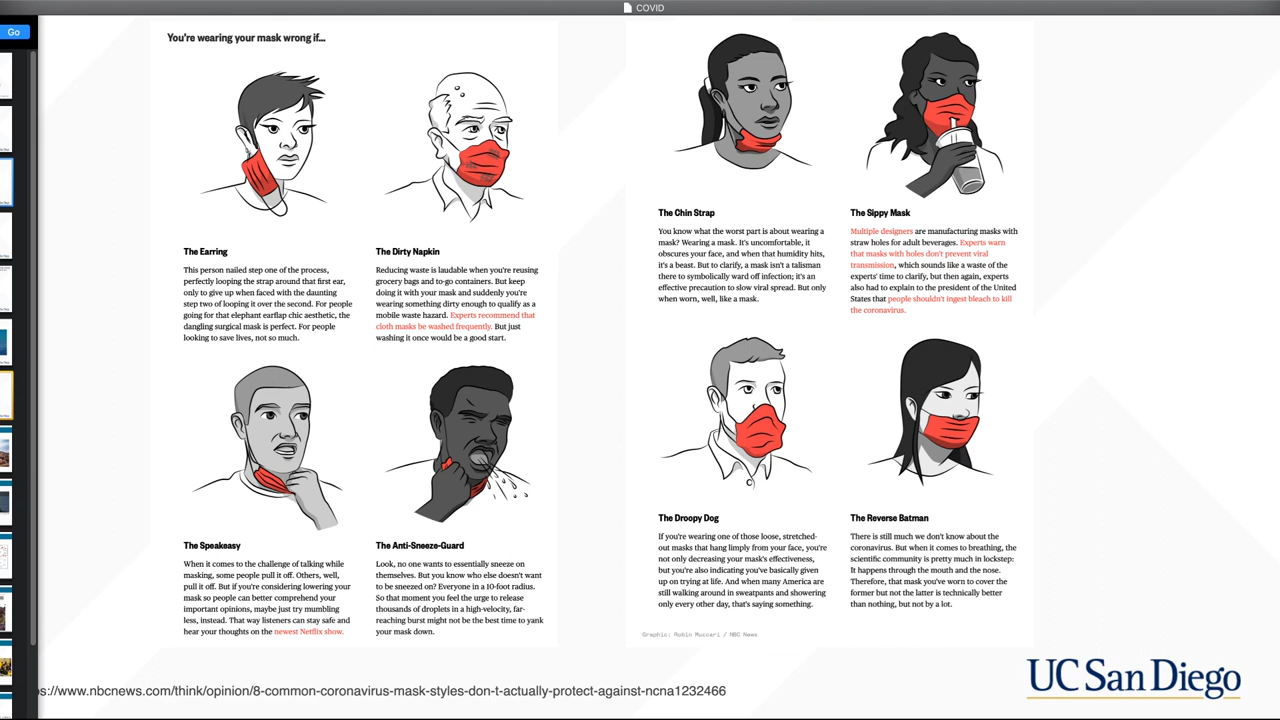 COVID
Go
You're wearing your mask wrong if...
The Earring
This person nailed step one of the process,
perfectly looping the strap around that first ear,
only to give up when faced with the daunting
step two of looping it over the second. For people
going for that elephant earflap chic aesthetic, the
dangling surgical mask is perfect. For people
looking to save lives, not so much.
The Dirty Napkin
Reducing waste is laudable when you're reusing
grocery bags and to-go containers. But keep
doing it with your mask and suddenly you're
wearing something dirty enough to qualify as a
mobile waste hazard. Experts recommend that
cloth masks be washed frequently. But just
washing it once would be a good start.
The Speakeasy
When it comes to the challenge of talking while
masking, some people pull it off. Others, well,
pull it off. But if you're considering lowering your
mask so people can better comprehend your
important opinions, maybe just try mumbling
less, instead. That way listeners can stay safe and
hear your thoughts on the newest Netflix show.
The Anti-Sneeze-Guard
Look, no one wants to essentially sneeze on
themselves. But you know who else doesn't want
to be sneezed on? Everyone in a 10-foot radius.
So that moment you feel the urge to release
thousands of droplets in a high-velocity, far-
reaching burst might not be the best time to yank
your mask down.
The Chin Strap
You know what the worst part is about wearing a
mask? Wearing a mask. It's uncomfortable, it
obscures your face, and when that humidity hits,
it's a beast. But to clarify, a mask isn't a talisman
there to symbolically ward off infection; it's an
effective precaution to slow viral spread. But only
when worn, well, like a mask.
The Sippy Mask
Multiple designers are manufacturing masks with
straw holes for adult beverages. Experts warn
that masks with holes don't prevent viral
transmission, which sounds like a waste of the
experts' time to clarify, but then again, experts
also had to explain to the president of the United
States that people shouldn't ingest bleach to kill
the coronavirus.
The Droopy Dog
If you're wearing one of those loose, stretched-
out masks that hang limply from your face, you're
not only decreasing your mask's effectiveness,
but you're also indicating you've basically given
up on trying at life. And when many America are
still walking around in sweatpants and showering
only every other day, that's saying something.
The Reverse Batman
There is still much we don't know about the
coronavirus. But when it comes to breathing, the
scientific community is pretty much in lockstep:
It happens through the mouth and the nose.
Therefore, that mask you've worn to cover the
former but not the latter is technically better
than nothing, but not by a lot.
Graphic: Robin Muccari / NBC News
ps://www.nbcnews.com/think/opinion/8-common-coronavirus-mask-styles-don-t-actually-protect-against-ncna1232466
UC San Diego